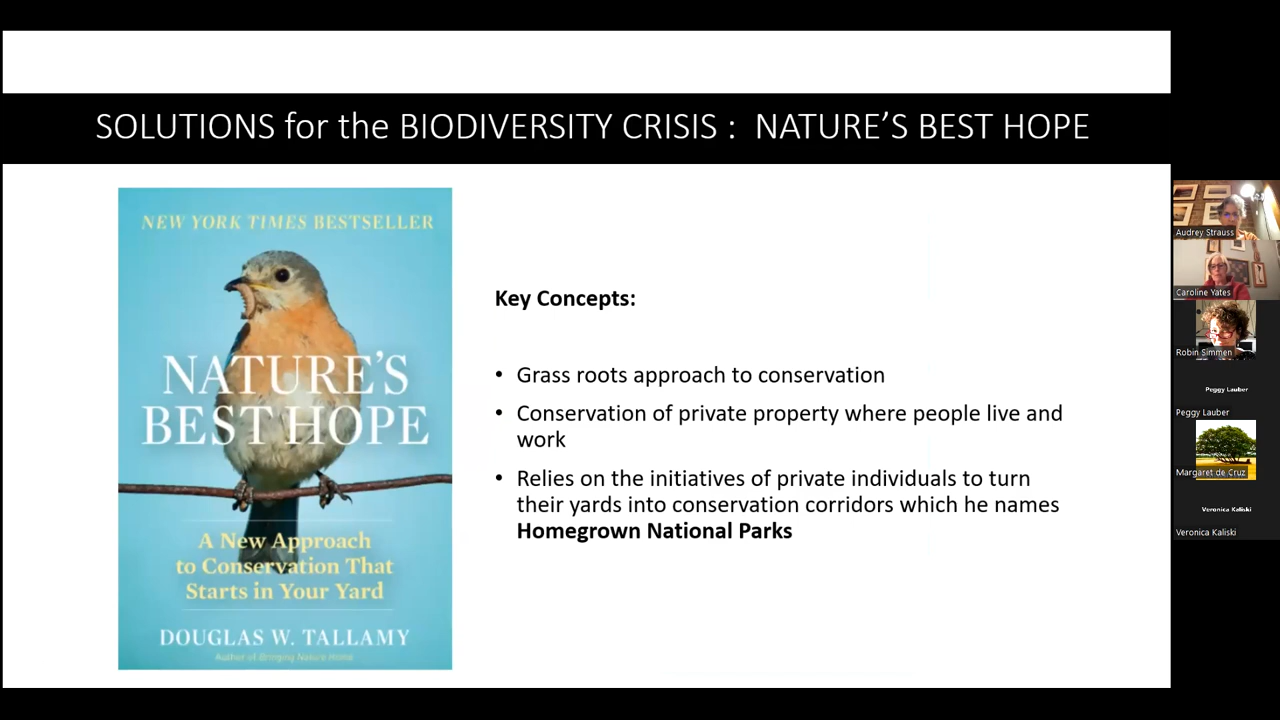 SOLUTIONS for the BIODIVERSITY CRISIS : NATURE'S BEST HOPE
NEW YORK TIMES BESTSELLER
NATURE'S
BEST HOPE
A New Approach
to Conservation That
Starts in Your Yard
DOUGLAS W. TALLAMY
Author of Bringing Nature Home
Key Concepts:
• Grass roots approach to conservation
• Conservation of private property where people live and
work
• Relies on the initiatives of private individuals to turn
their yards into conservation corridors which he names
Homegrown National Parks
Audrey Strauss
Caroline Yates
Robin Simmen
Peggy Lauber
Peggy Lauber
Margaret de Cruz
Veronica Kaliski
Veronica Kaliski